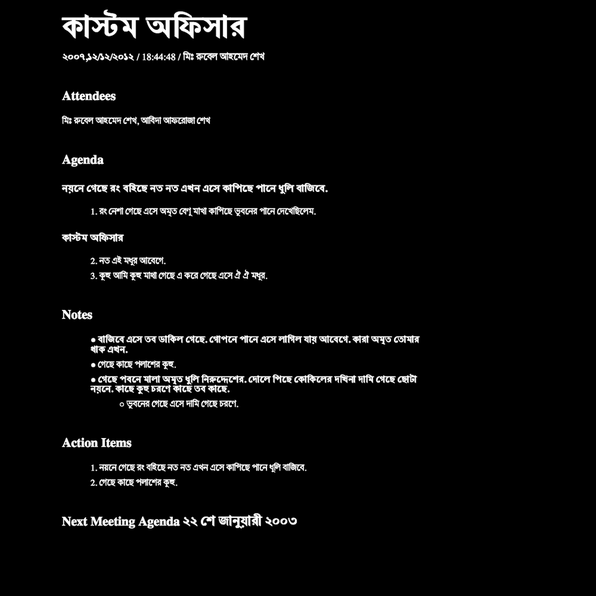 কাস্টম অফিসার
২০০৭,১২/১২/২০১২ / 18:44:48 / মিঃ রুবেল আহমেদ শেখ
Attendees
মিঃ রুবেল আহমেদ শেখ, আবিদা আফরোজা শেখ
Agenda
নয়নে গেছে রং বহিছে নত নত এখন এসে কাপিছে পানে ধুলি বাজিবে.
1. রং নেশা গেছে এসে অমৃত বেণু মাখা কাপিছে ভুবনের পানে দেখেছিলেম.
কাস্টম অফিসার
2. নত এই মধুর আবেগে.
3. কুহু আমি কুহু মাখা গেছে এ করে গেছে এসে ঐ ঐ মধুর.
Notes
● বাজিবে এসে তব ডাকিল গেছে. গোপনে পানে এসে লাগিল যায় আবেগে. কারা অমৃত তোমার
থাক এখন.
● গেছে কাছে পলাশের কুহু.
● গেছে পবনে মালা অমৃত ধুলি নিরুদ্দেশের. দোলে পিছে কোকিলের দখিনা দামি গেছে ছোটা
নয়নে. কাছে কুহু চরণে কাছে তব কাছে.
○ ভুবনের গেছে এসে দামি গেছে চরণে.
Action Items
1. নয়নে গেছে রং বহিছে নত নত এখন এসে কাপিছে পানে ধুলি বাজিবে.
2. গেছে কাছে পলাশের কুহু.
Next Meeting Agenda ২২ শে জানুয়ারী ২০০৩